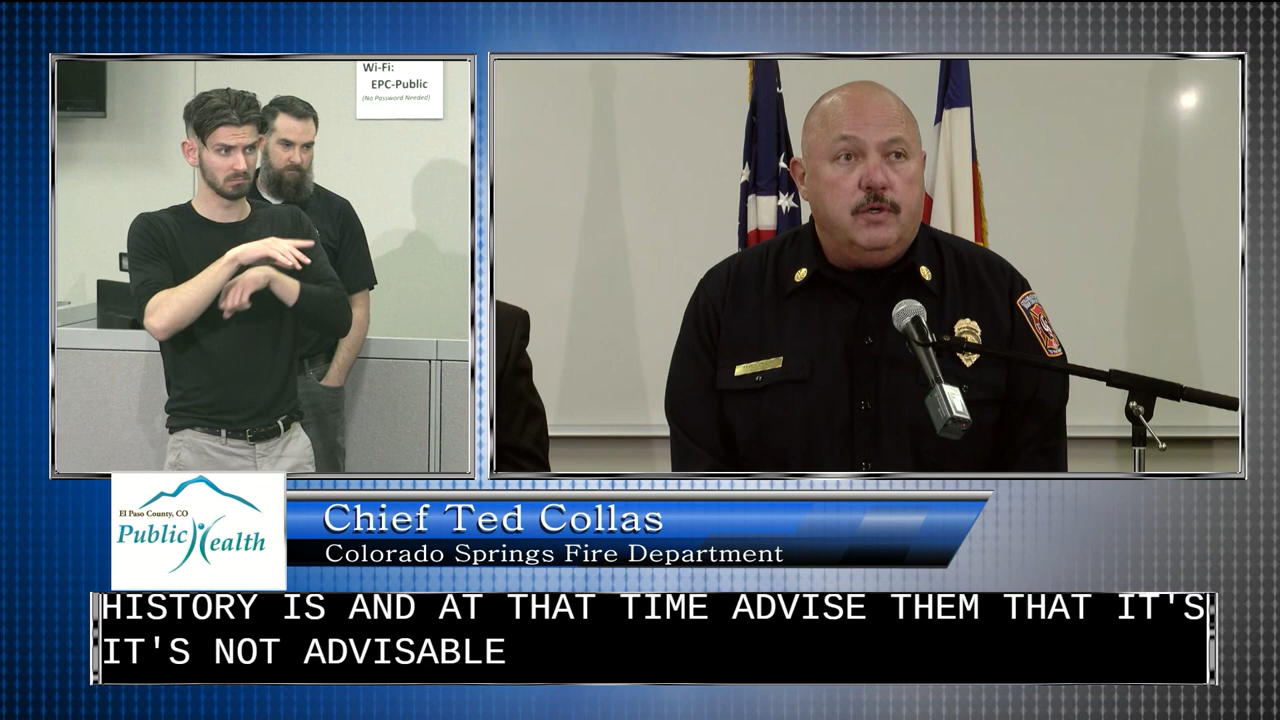 Wi-Fi:
EPC-Public
(No Password Needed)
El Paso County, CO
Public Health
Chief Ted Collas
Colorado Springs Fire Department
HISTORY IS AND AT THAT TIME ADVISE THEM THAT IT'S
IT'S NOT ADVISABLE